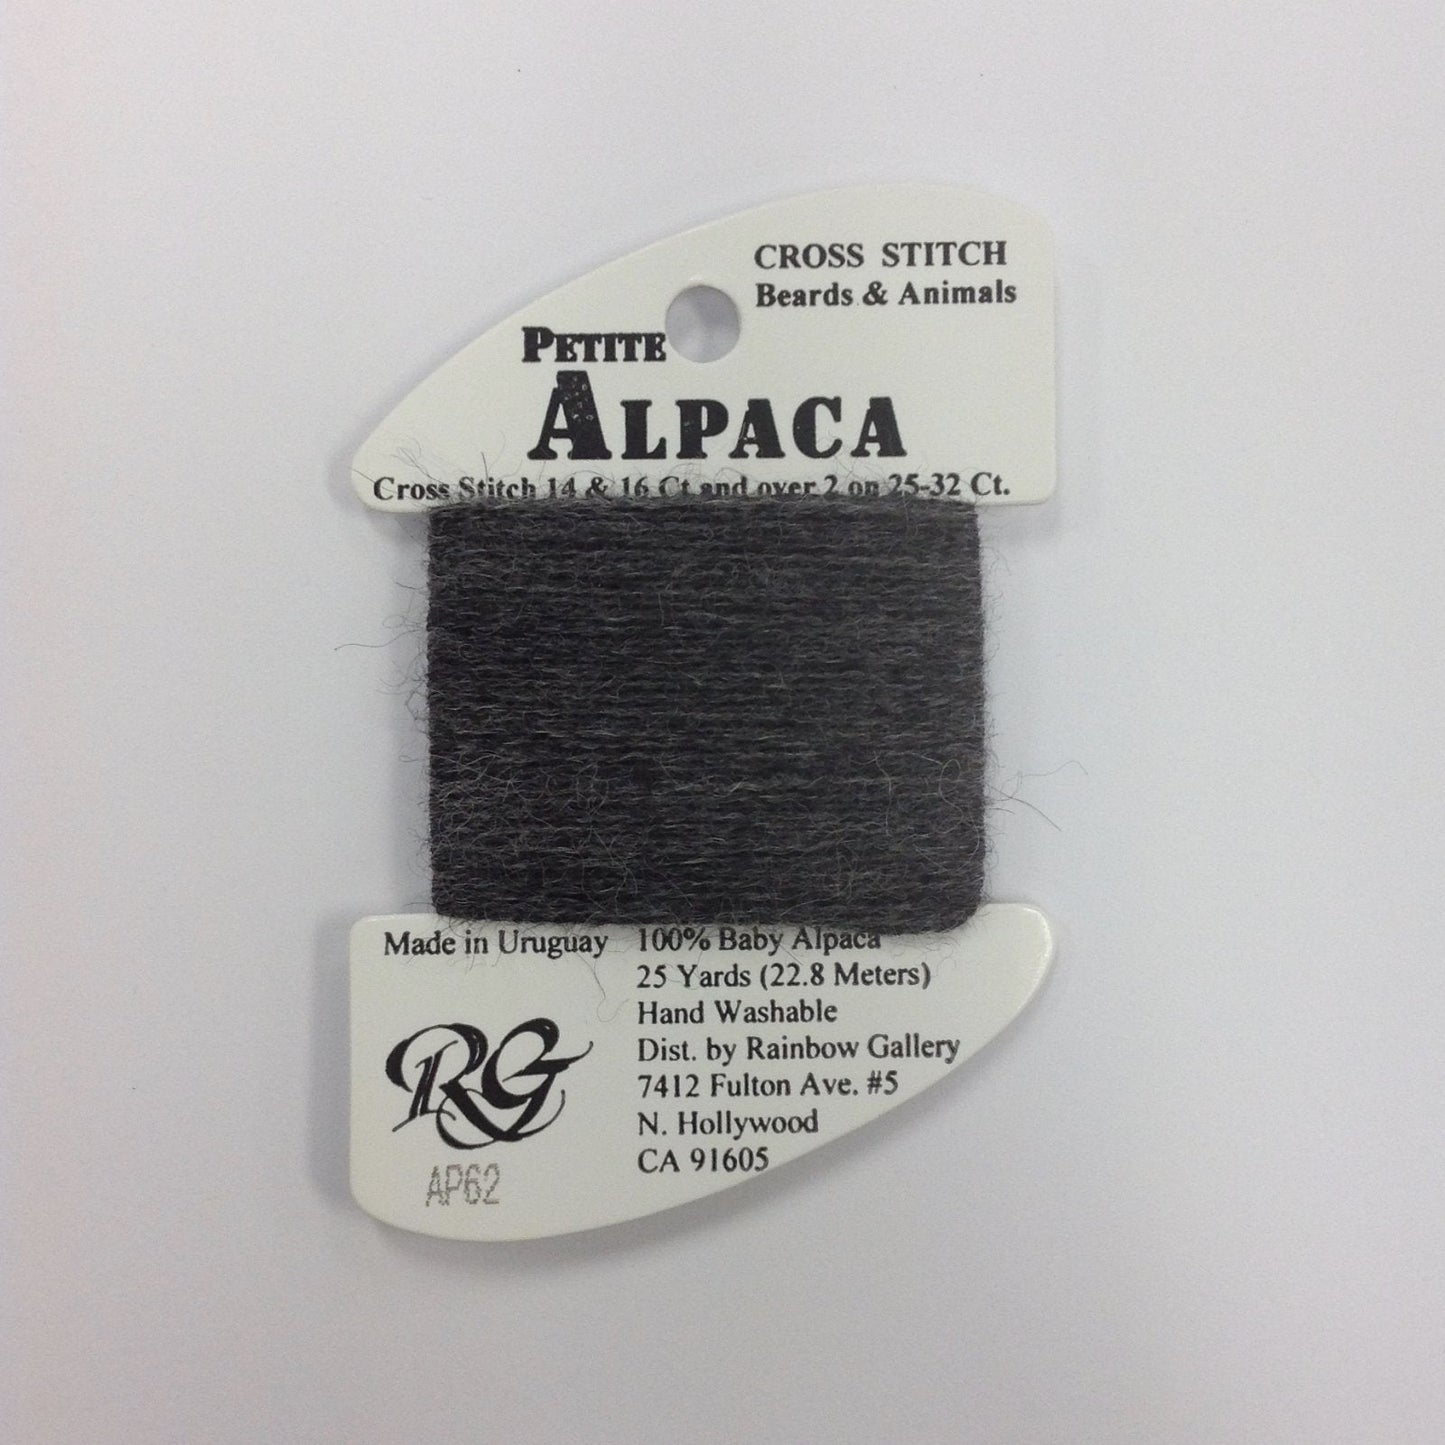 CROSS STITCH
Beards & Animals
PETITE
ALPACA
Cross Stitch 14 & 16 Ct and over 2 on 25-32 Ct.
Made in Uruguay
100% Baby Alpaca
25 Yards (22.8 Meters)
Hand Washable
Dist. by Rainbow Gallery
7412 Fulton Ave. #5
N. Hollywood
CA 91605
RG
AP62